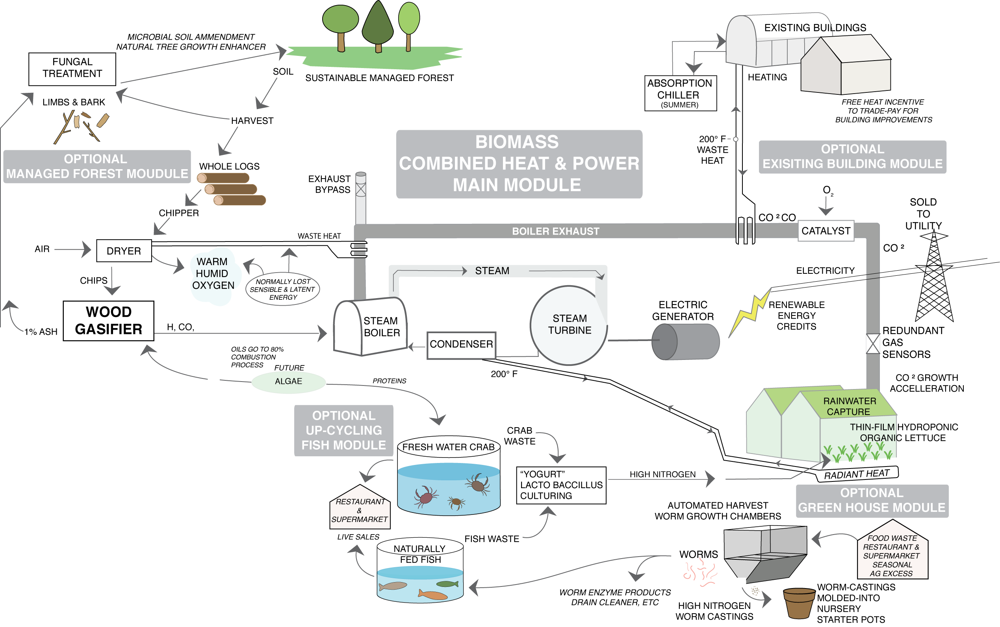 MICROBIAL SOIL AMMENDMENT
NATURAL TREE GROWTH ENHANCER
FUNGAL
TREATMENT
SOIL
SUSTAINABLE MANAGED FOREST
LIMBS & BARK
HARVEST
OPTIONAL
MANAGED FOREST MOUDULE
WHOLE LOGS
CHIPPER
AIR
DRYER
CHIPS
WARM
HUMID
OXYGEN
NORMALLY LOST
SENSIBLE & LATENT
ENERGY
WASTE HEAT
EXHAUST
BYPASS
1% ASH
WOOD
GASIFIER
H, CO,
BIOMASS
COMBINED HEAT & POWER
MAIN MODULE
EXISTING BUILDINGS
ABSORPTION
CHILLER
(SUMMER)
HEATING
FREE HEAT INCENTIVE
TO TRADE-PAY FOR
BUILDING IMPROVEMENTS
200° F
WASTE
HEAT
OPTIONAL
EXISITING BUILDING MODULE
BOILER EXHAUST
CO ² CO
O₂
CATALYST
SOLD
TO
UTILITY
CO ²
STEAM
STEAM
BOILER
CONDENSER
STEAM
TURBINE
ELECTRIC
GENERATOR
ELECTRICITY
RENEWABLE
ENERGY
CREDITS
REDUNDANT
GAS
SENSORS
200° F
OILS GO TO 80%
COMBUSTION
PROCESS
FUTURE
ALGAE
PROTEINS
CO ² GROWTH
ACCELLERATION
RAINWATER
CAPTURE
THIN-FILM HYDROPONIC
ORGANIC LETTUCE
RADIANT HEAT
OPTIONAL
UP-CYCLING
FISH MODULE
FRESH WATER CRAB
CRAB
WASTE
"YOGURT"
LACTO BACCILLUS
CULTURING
HIGH NITROGEN
RESTAURANT
&
SUPERMARKET
LIVE SALES
NATURALLY
FED FISH
FISH WASTE
OPTIONAL
GREEN HOUSE MODULE
AUTOMATED HARVEST
WORM GROWTH CHAMBERS
WORMS
FOOD WASTE
RESTAURANT &
SUPERMARKET
SEASONAL
AG EXCESS
WORM ENZYME PRODUCTS
DRAIN CLEANER, ETC
HIGH NITROGEN
WORM CASTINGS
WORM-CASTINGS
MOLDED-INTO
NURSERY
STARTER POTS